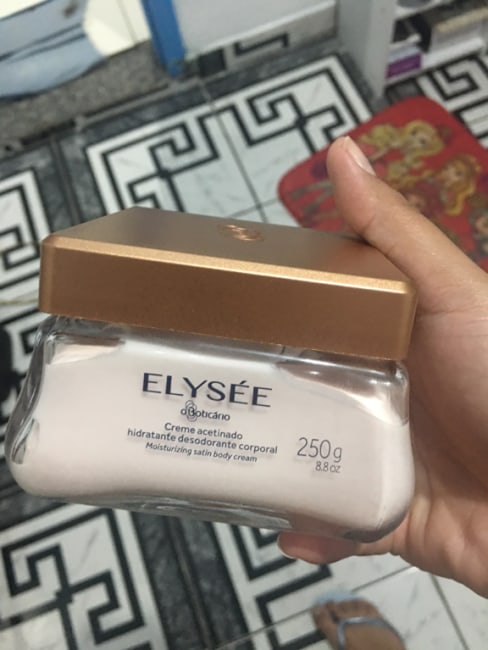 ELYSÉE
oBoticário
Creme acetinado
hidratante desodorante corporal
Moisturizing satin body cream
250g
8.8 oz